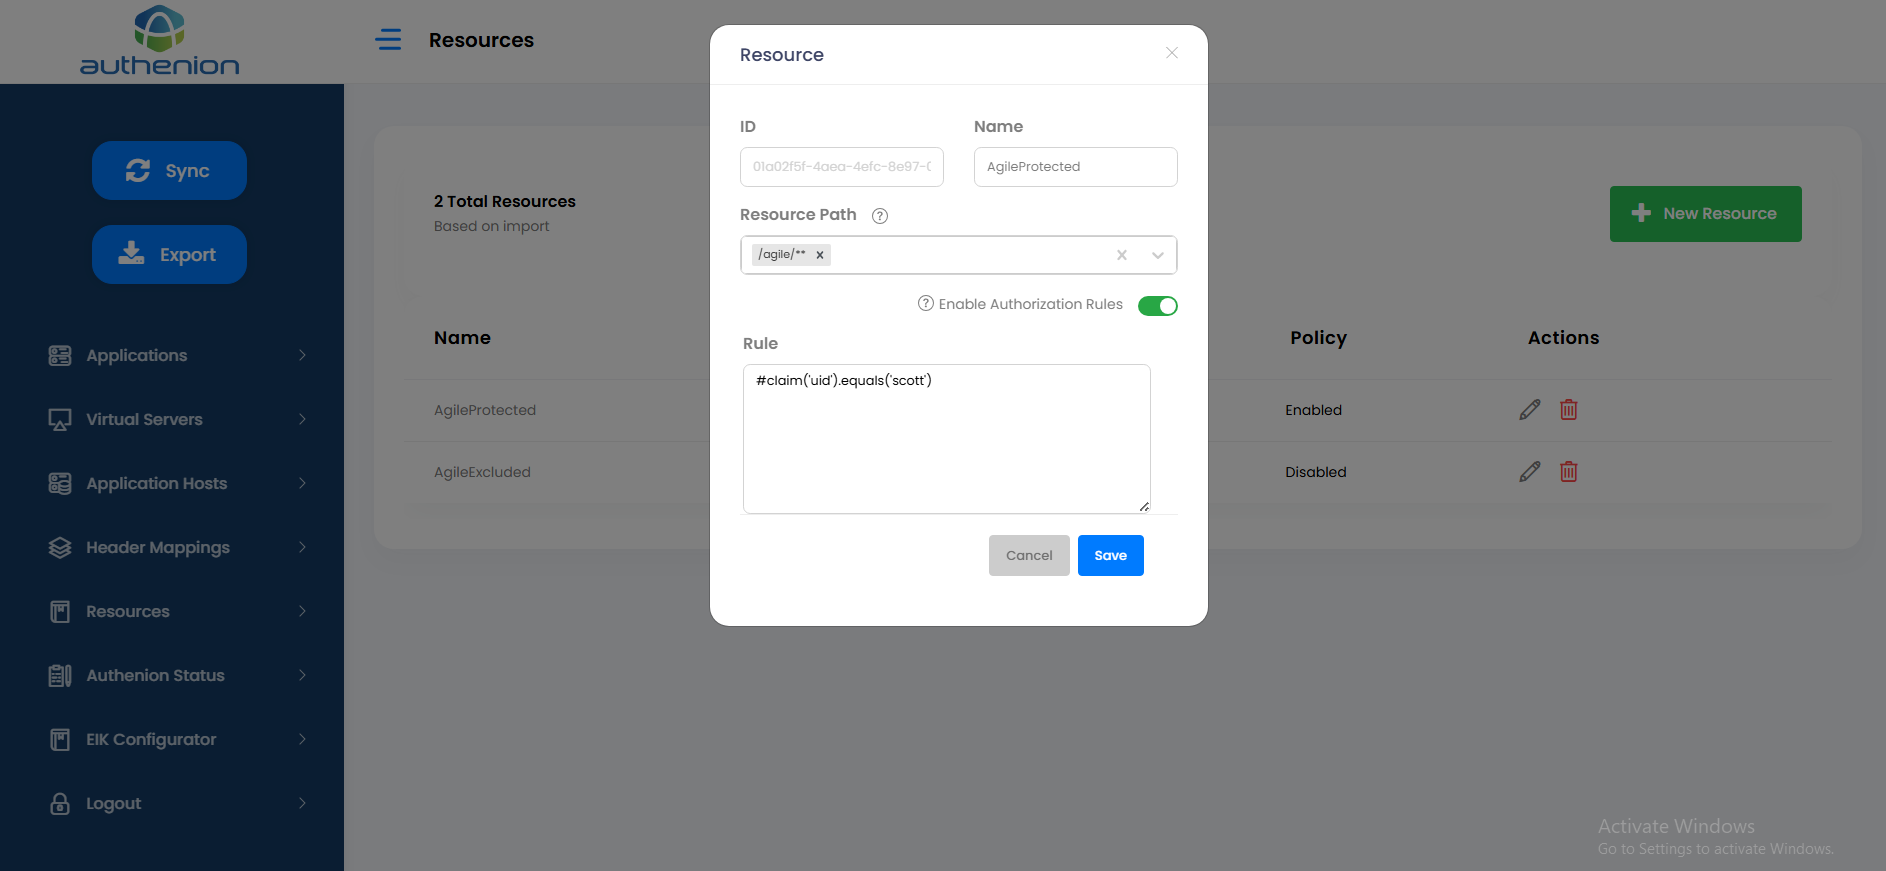 authenion
Resources
Sync
Export
Applications
Virtual Servers
Application Hosts
Header Mappings
Resources
Authenion Status
EIK Configurator
Logout
2 Total Resources
Based on import
New Resource
Name
Policy
Actions
AgileProtected
Enabled
AgileExcluded
Disabled
Resource
ID
Name
01a02f5f-4aea-4efc-8e97-
AgileProtected
Resource Path ?
/agile/** x
? Enable Authorization Rules
Rule
#claim('uid').equals('scott')
Cancel
Save
Activate Windows
Go to Settings to activate Windows.